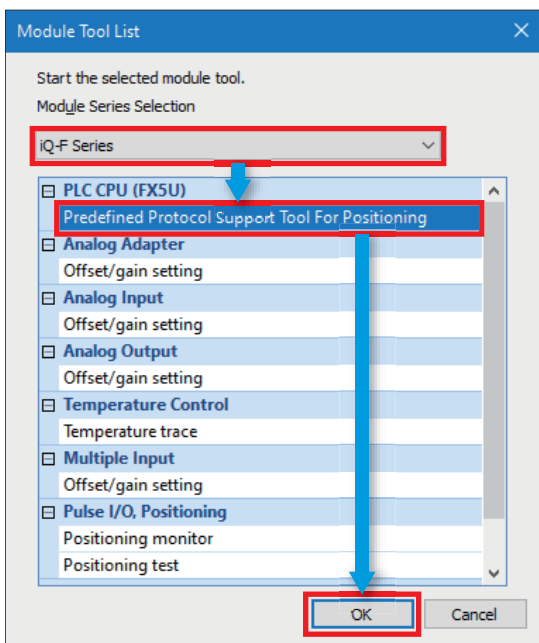 Module Tool List
Start the selected module tool.
Module Series Selection
iQ-F Series
PLC CPU (FX5U)
Predefined Protocol Support Tool For Positioning
Analog Adapter
Offset/gain setting
Analog Input
Offset/gain setting
Analog Output
Offset/gain setting
Temperature Control
Temperature trace
Multiple Input
Offset/gain setting
Pulse I/O, Positioning
Positioning monitor
Positioning test
OK Cancel